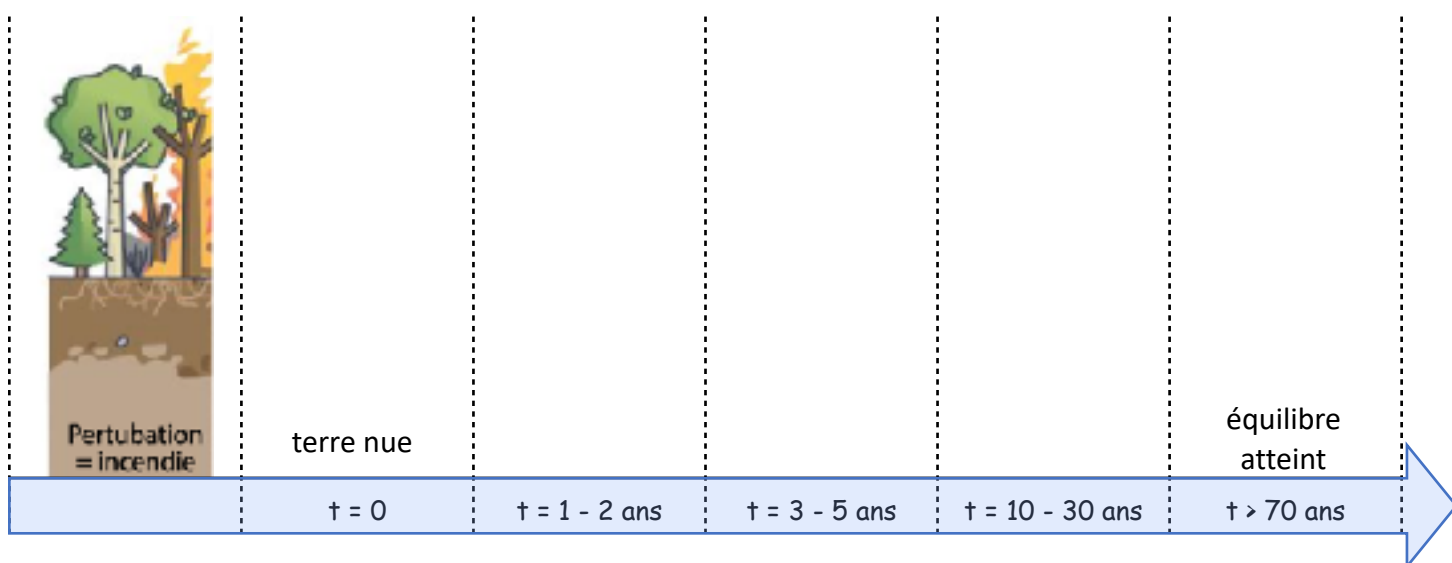 Pertubation
= incendie
terre nue
équilibre
atteint
t = 0
t = 1 - 2 ans
t = 3 - 5 ans
t = 10 - 30 ans
t > 70 ans